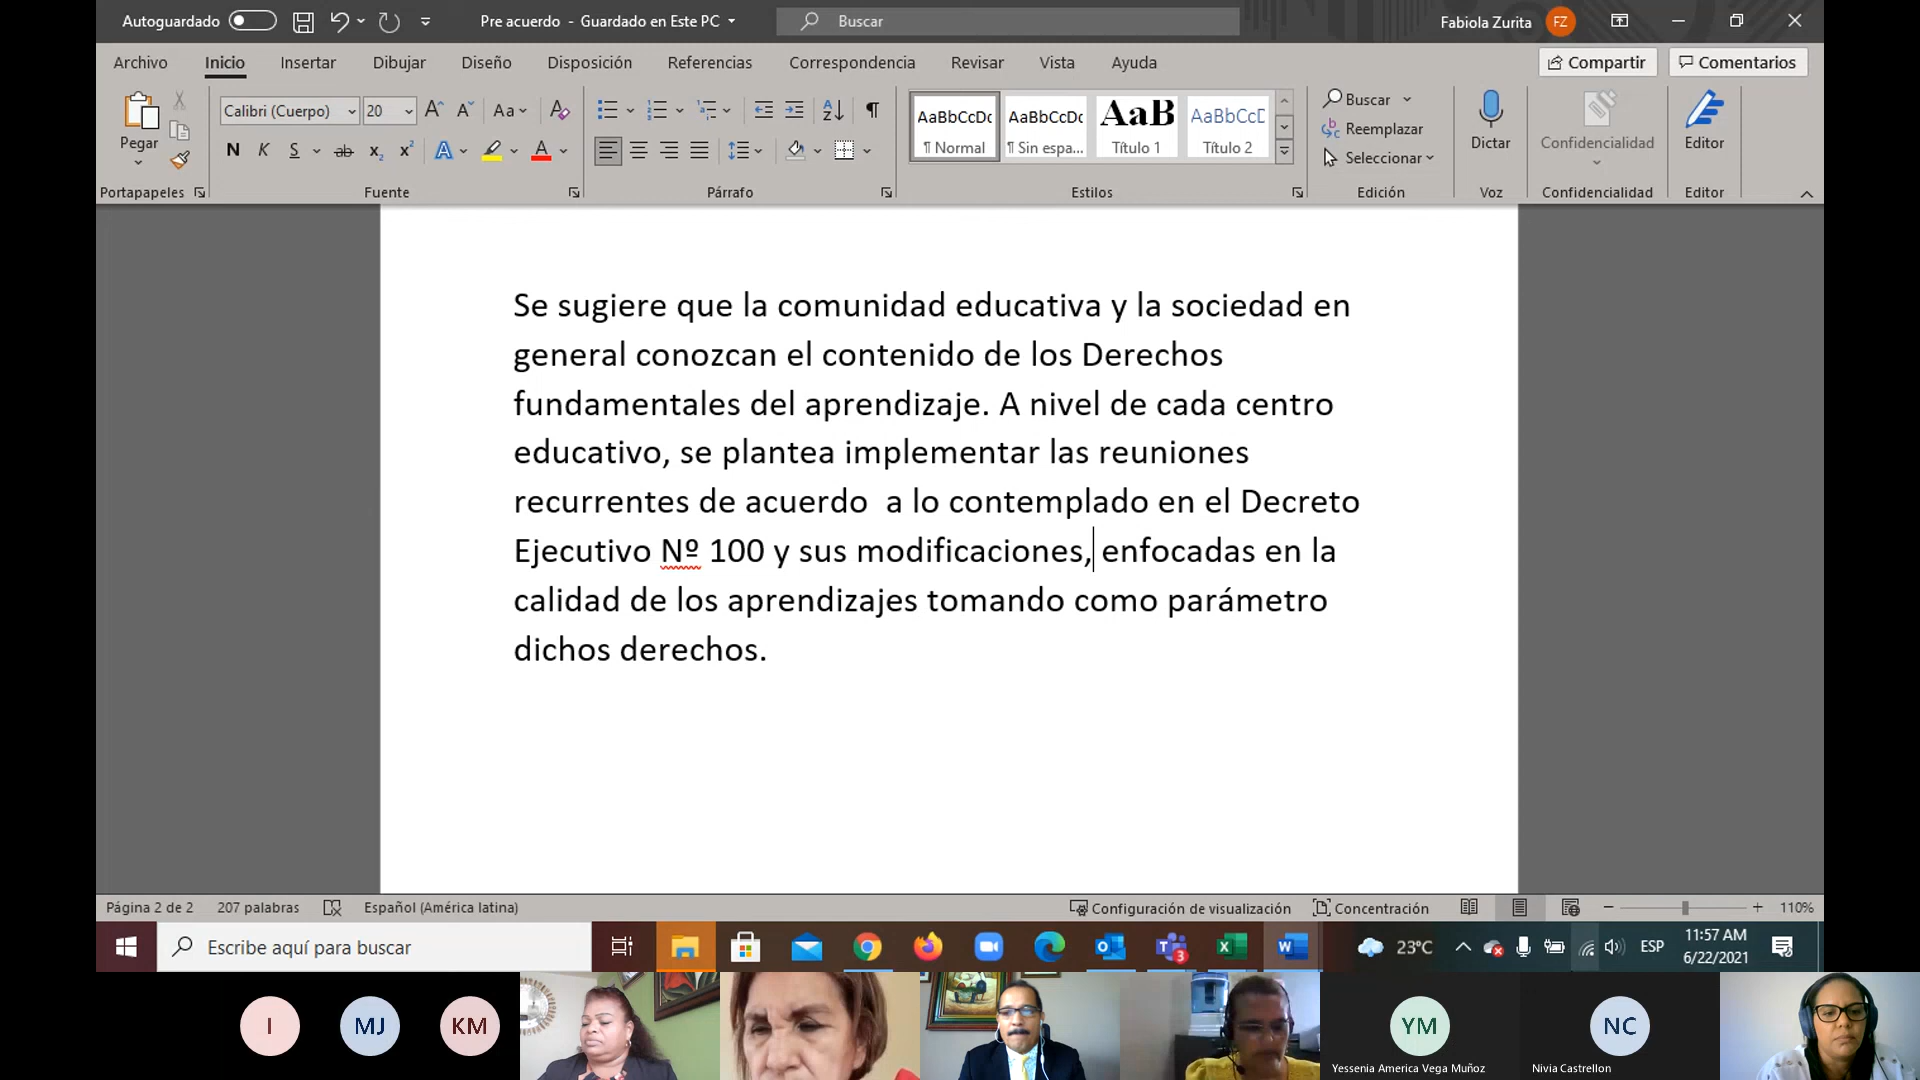 Autoguardado
Pre acuerdo - Guardado en Este PC
Buscar
Fabiola Zurita
FZ
Archivo Inicio Insertar Dibujar Diseño Disposición Referencias Correspondencia Revisar Vista Ayuda
Compartir
Comentarios
Pegar
Portapapeles
Calibri (Cuerpo) 20
Aa
N K S ab x₂ x²
Fuente
Párrafo
AaBbCcDc AaBbCcDc AaB AaBbCcC
¶ Normal ¶ Sin espa... Título 1 Título 2
Estilos
Buscar
Reemplazar
Seleccionar
Edición
Dictar
Voz
Confidencialidad
Confidencialidad
Editor
Editor
Se sugiere que la comunidad educativa y la sociedad en
general conozcan el contenido de los Derechos
fundamentales del aprendizaje. A nivel de cada centro
educativo, se plantea implementar las reuniones
recurrentes de acuerdo  a lo contemplado en el Decreto
Ejecutivo Nº 100 y sus modificaciones, enfocadas en la
calidad de los aprendizajes tomando como parámetro
dichos derechos.
Página 2 de 2 207 palabras Español (América latina)
Configuración de visualización Concentración 110%
Escribe aquí para buscar
3
23°C
ESP
11:57 AM
6/22/2021
I
MJ
KM
YM
Yessenia America Vega Muñoz
NC
Nivia Castrellon